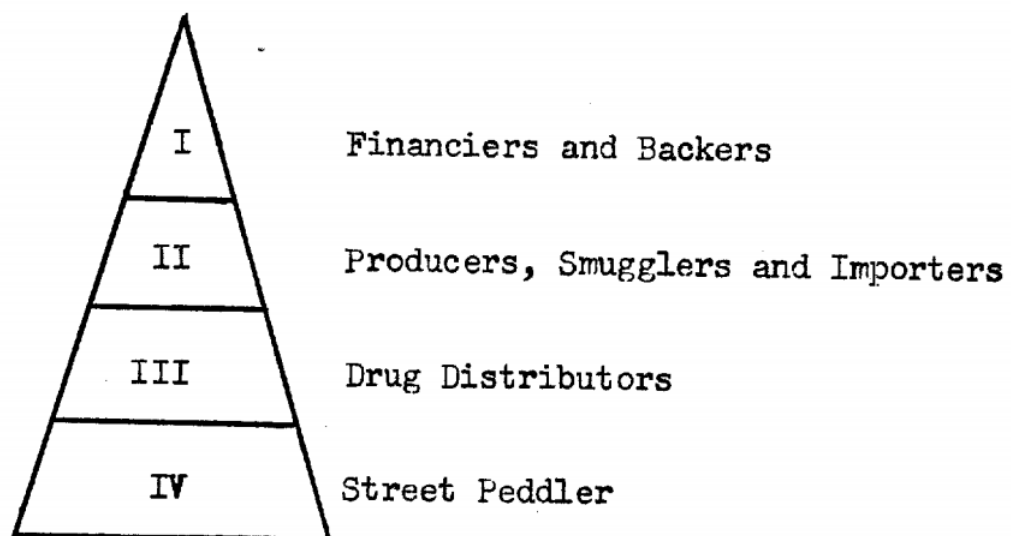 I Financiers and Backers
II Producers, Smugglers and Importers
III Drug Distributors
IV Street Peddler